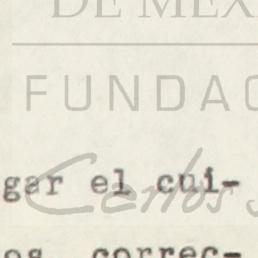 DE MEX
FUNDAC
Carlos S
gar el cui-
os correc-